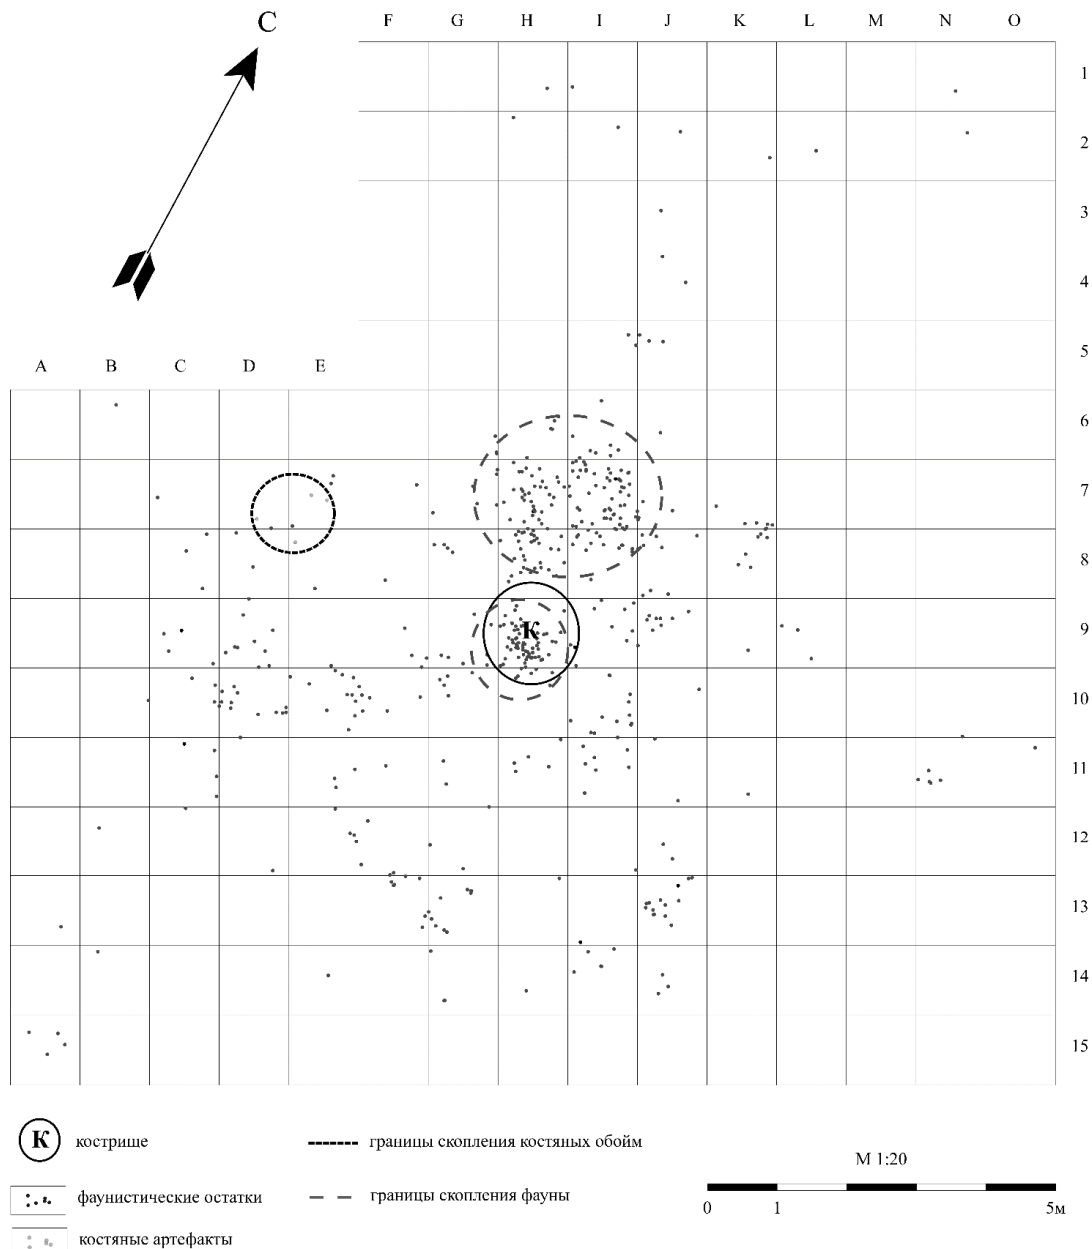 С
F G H I J K L M N O
1
2
3
4
5
A B C D E
6
7
8
К
9
10
11
12
13
14
15
К кострище
границы скопления костяных обойм
М 1:20
фаунистические остатки
границы скопления фауны
0 1 5м
костяные артефакты